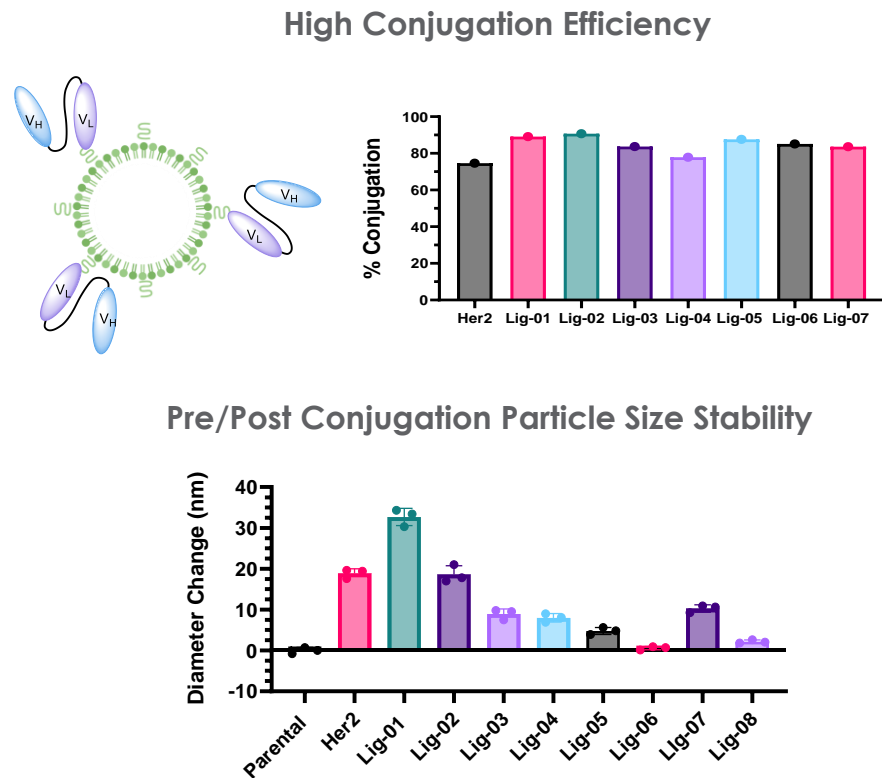 High Conjugation Efficiency
VH
VL
VH
VL
VL
VH
% Conjugation
100
80
60
40
20
0
Her2 Lig-01 Lig-02 Lig-03 Lig-04 Lig-05 Lig-06 Lig-07
Pre/Post Conjugation Particle Size Stability
Diameter Change (nm)
40
30
20
10
0
-10
Parental Her2 Lig-01 Lig-02 Lig-03 Lig-04 Lig-05 Lig-06 Lig-07 Lig-08